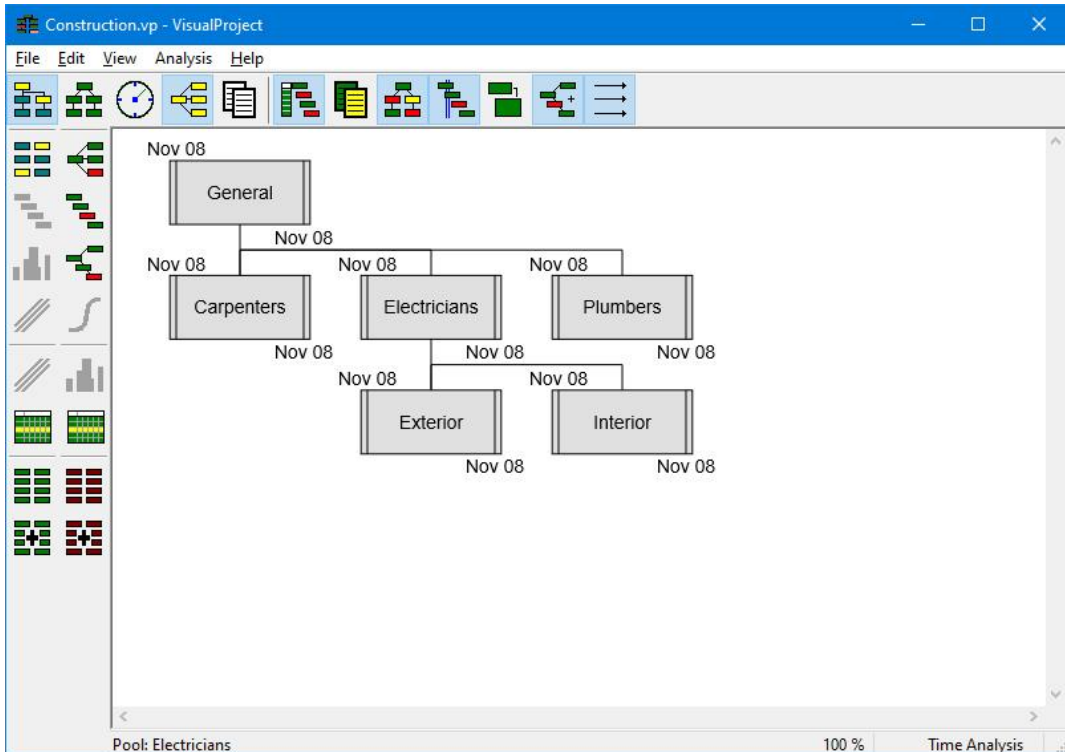 Construction.vp - VisualProject
File Edit View Analysis Help
Nov 08
General
Nov 08
Nov 08
Nov 08
Nov 08
Carpenters
Electricians
Plumbers
Nov 08
Nov 08
Nov 08
Nov 08
Nov 08
Exterior
Interior
Nov 08
Nov 08
Pool: Electricians
100 %
Time Analysis